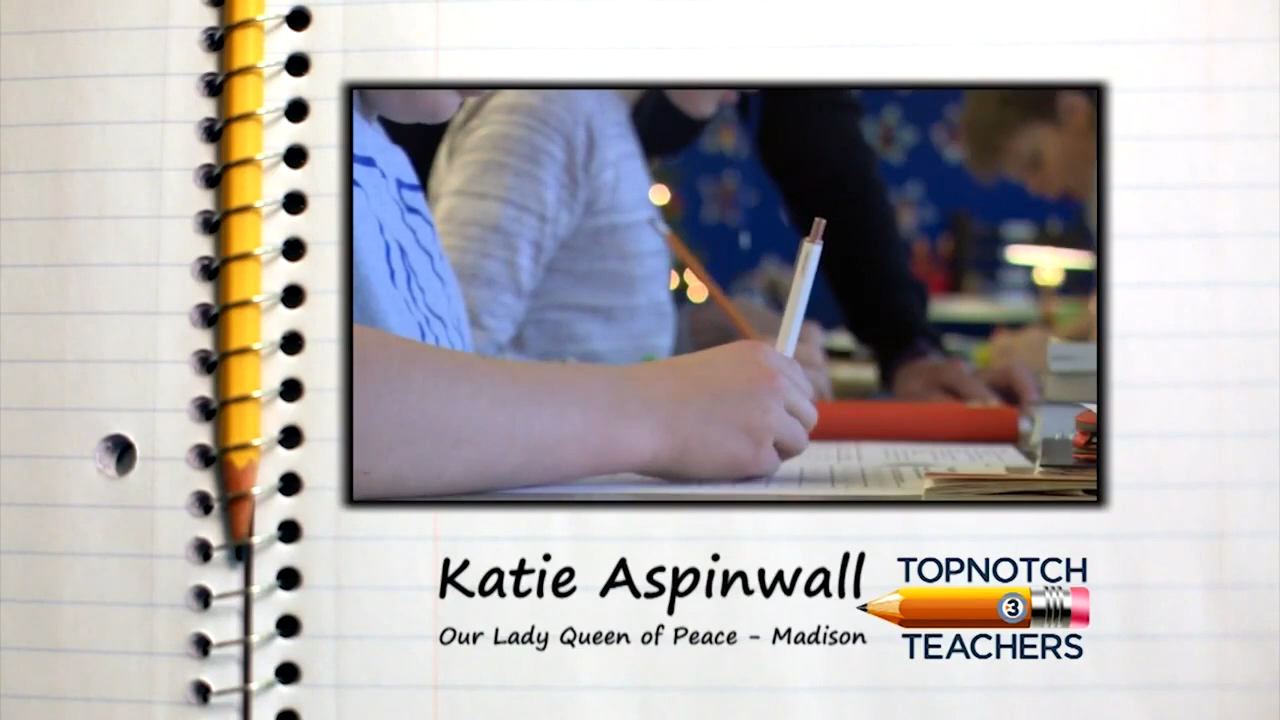 Katie Aspinwall
Our Lady Queen of Peace - Madison
TOPNOTCH
3
TEACHERS